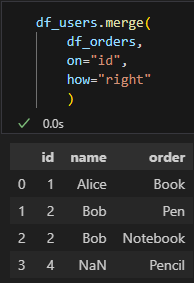 df_users.merge(
df_orders,
on="id",
how="right"
)
0.0s
id name order
0 1 Alice Book
1 2 Bob Pen
2 2 Bob Notebook
3 4 NaN Pencil